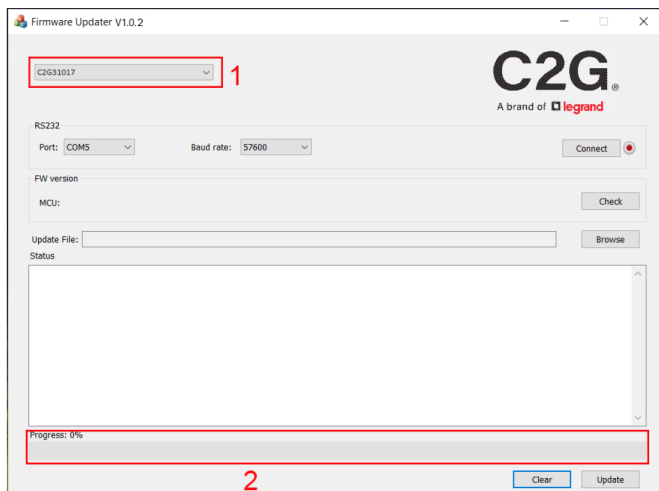 Firmware Updater V1.0.2
C2G31017
1
C2G®
A brand of legrand
RS232
Port: COM5 Baud rate: 57600 Connect
FW version
MCU: Check
Update File: Browse
Status
Progress: 0%
2
Clear Update